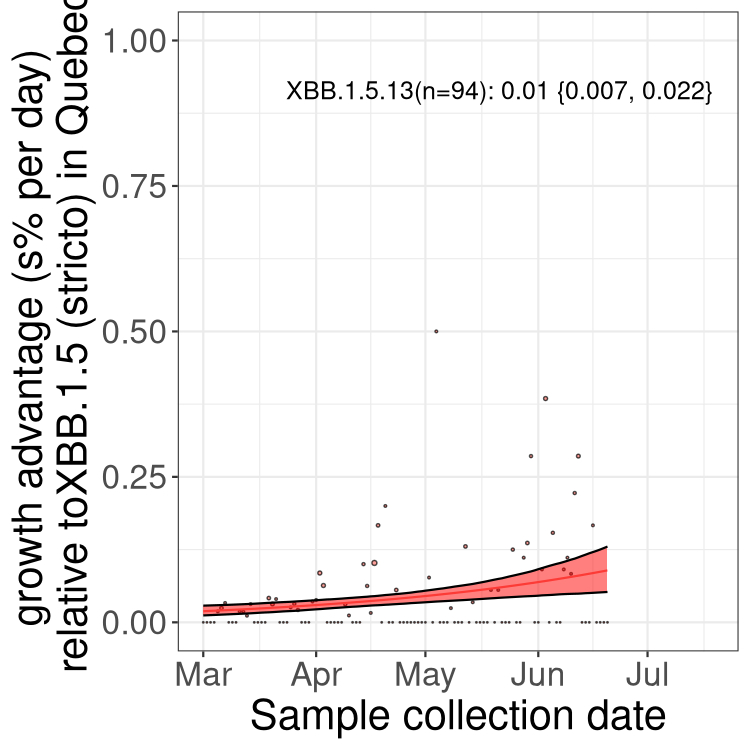 growth advantage (s% per day)
relative toXBB.1.5 (stricto) in Quebec
1.00
0.75
0.50
0.25
0.00
XBB.1.5.13(n=94): 0.01 {0.007, 0.022}
Mar
Apr
May
Jun
Jul
Sample collection date